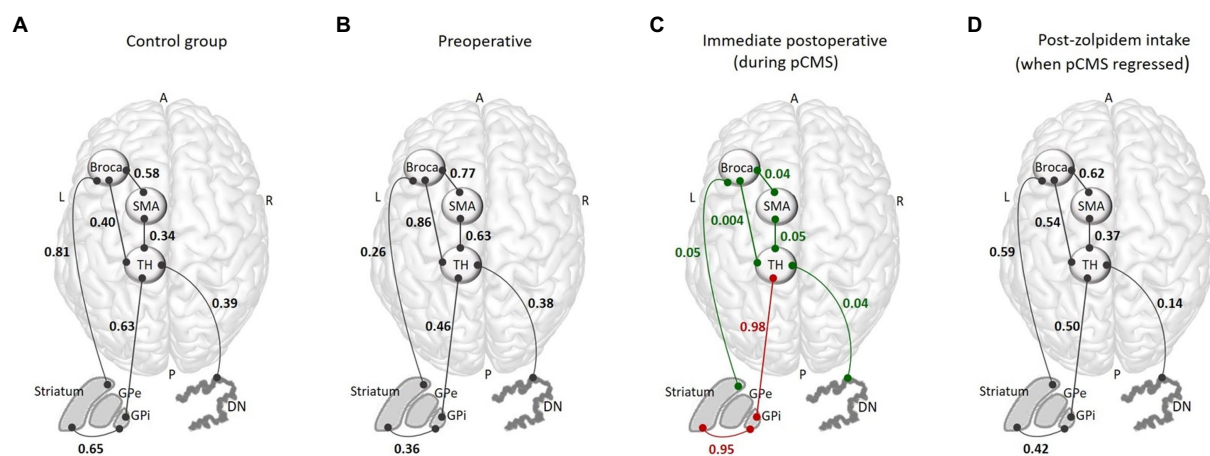 A
Control group
A
Broca
0.58
L
SMA
R
0.40
0.34
0.81
TH
0.39
0.63
P
Striatum
GPe
GPi
DN
0.65
B
Preoperative
A
Broca
0.77
L
SMA
R
0.86
0.63
0.26
TH
0.38
0.46
P
Striatum
GPe
GPi
DN
0.36
C
Immediate postoperative
(during pCMS)
A
Broca
0.04
L
SMA
R
0.004
0.05
0.05
TH
0.04
0.98
P
Striatum
GPe
GPi
DN
0.95
D
Post-zolpidem intake
(when pCMS regressed)
A
Broca
0.62
L
SMA
R
0.54
0.37
0.59
TH
0.14
0.50
P
Striatum
GPe
GPi
DN
0.42